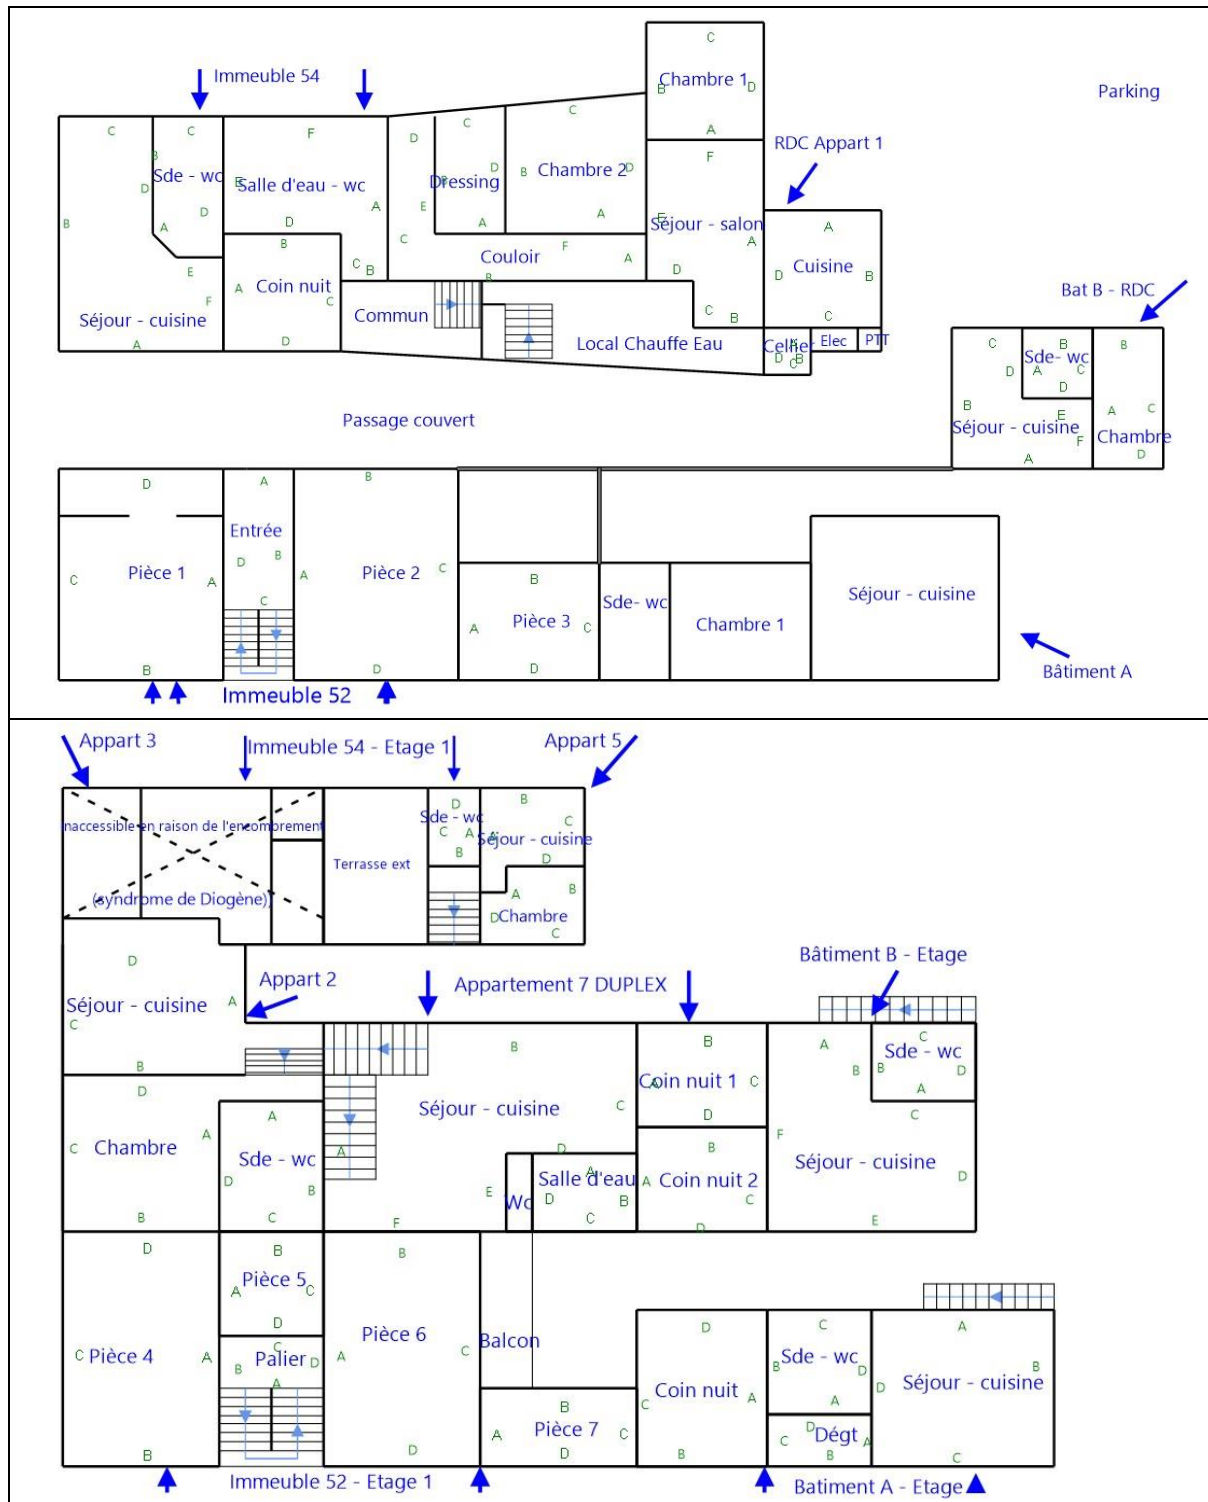 C
Chambre 1
B
D
A
Parking
Immeuble 54
RDC Appart 1
C
C
F
D
C
C
F
B
Sde - wc
D
E
Salle d'eau - wc
B
Dressing
D
B
Chambre 2
D
E
Séjour - salon
A
B
A
D
D
A
E
A
A
A
B
C
F
A
D
Cuisine
B
E
A
Coin nuit
C
C
B
Couloir
B
D
F
Séjour - cuisine
A
D
Commun
Local Chauffe Eau
C
B
C
Cellier
A
D
B
C
Elec
PTT
Bat B - RDC
C
D
B
Sde- wc
A
C
D
B
B
Séjour - cuisine
E
F
A
A
C
Chambre
D
Passage couvert
D
A
B
Entrée
C
Pièce 1
A
D
B
A
Pièce 2
C
C
B
D
B
A
Pièce 3
C
D
Sde- wc
Chambre 1
Séjour - cuisine
Bâtiment A
Immeuble 52
Appart 3
Immeuble 54 - Etage 1
Appart 5
D
Sde - wc
C
A
B
B
C
A
Séjour - cuisine
D
naccessible en raison de l'encombrement
Terrasse ext
(syndrome de Diogène))
A
B
D
Chambre
C
D
Séjour - cuisine
A
C
B
Appart 2
Appartement 7 DUPLEX
Bâtiment B - Etage
B
Séjour - cuisine
C
A
D
E
F
B
Coin nuit 1
A
C
D
A
B
C
Sde - wc
B
D
A
C
F
Séjour - cuisine
D
E
D
Chambre
A
C
B
A
Sde - wc
D
B
C
Wc
Salle d'eau
A
D
B
C
B
A
Coin nuit 2
C
D
D
C
Pièce 4
A
B
B
Pièce 5
A
C
D
C
Palier
B
D
A
B
Pièce 6
A
C
D
Balcon
B
A
Pièce 7
C
D
D
Coin nuit
C
A
B
C
Sde - wc
B
D
A
D
Dégt
C
A
B
A
B
D
Séjour - cuisine
C
Immeuble 52 - Etage 1
Batiment A - Etage